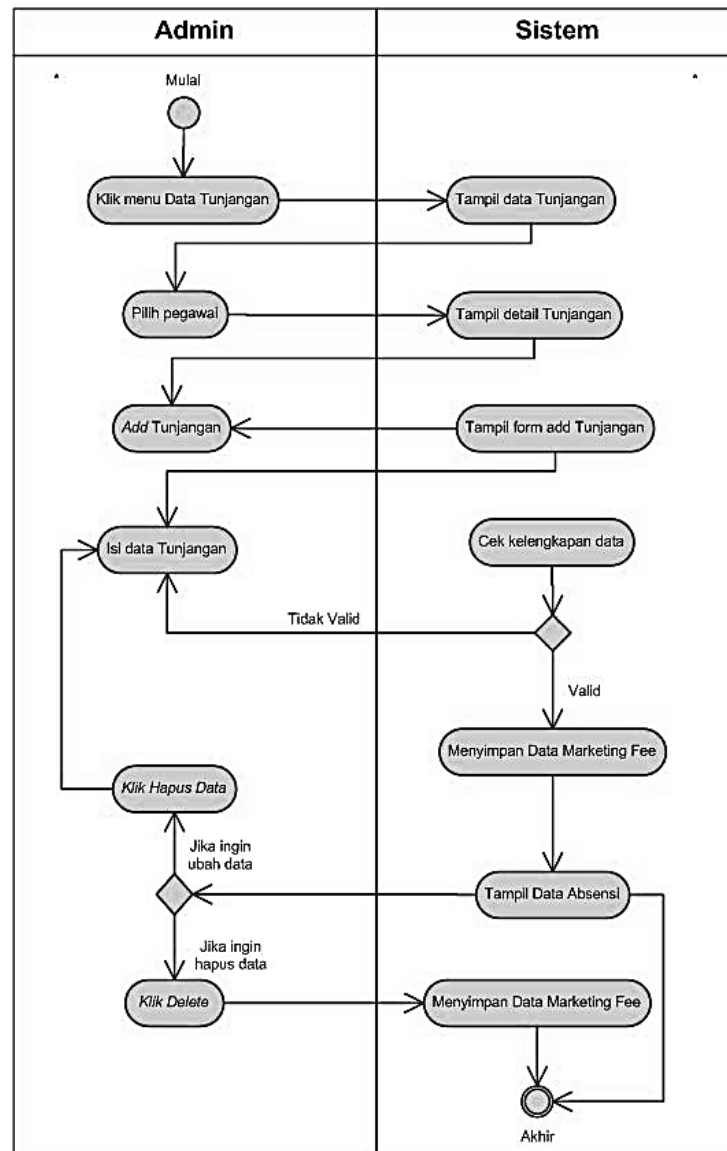 Admin
Sistem
Mulai
Klik menu Data Tunjangan
Tampil data Tunjangan
Pilih pegawai
Tampil detail Tunjangan
Add Tunjangan
Tampil form add Tunjangan
Isi data Tunjangan
Cek kelengkapan data
Tidak Valid
Valid
Menyimpan Data Marketing Fee
Klik Hapus Data
Jika ingin
ubah data
Tampil Data Absensi
Jika ingin
hapus data
Klik Delete
Menyimpan Data Marketing Fee
Akhir